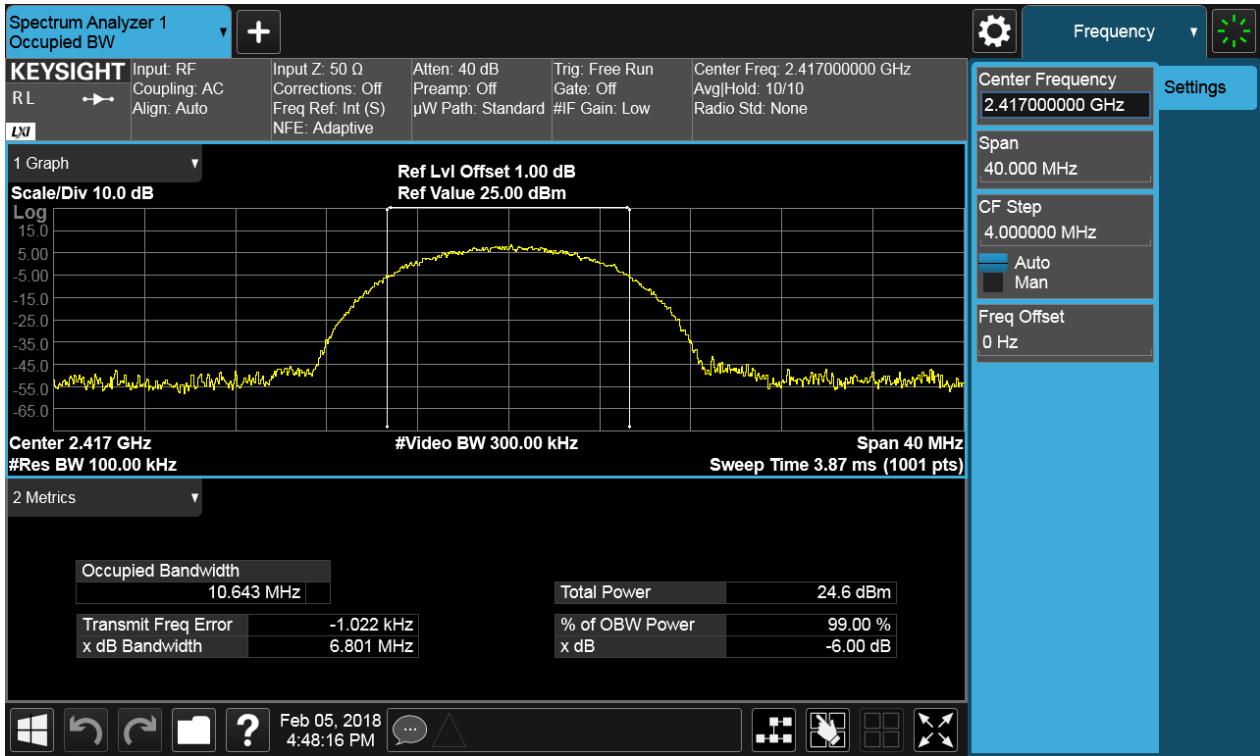 Spectrum Analyzer 1
Occupied BW
+
Frequency
KEYSIGHT
R L
LXI
Input: RF
Coupling: AC
Align: Auto
Input Z: 50 Ω
Corrections: Off
Freq Ref: Int (S)
NFE: Adaptive
Atten: 40 dB
Preamp: Off
µW Path: Standard
Trig: Free Run
Gate: Off
#IF Gain: Low
Center Freq: 2.417000000 GHz
Avg|Hold: 10/10
Radio Std: None
Center Frequency
2.417000000 GHz
Settings
Span
40.000 MHz
CF Step
4.000000 MHz
Auto
Man
Freq Offset
0 Hz
1 Graph
Scale/Div 10.0 dB
Ref Lvl Offset 1.00 dB
Ref Value 25.00 dBm
Log
15.0
5.00
-5.00
-15.0
-25.0
-35.0
-45.0
-55.0
-65.0
Center 2.417 GHz
#Video BW 300.00 kHz
Span 40 MHz
#Res BW 100.00 kHz
Sweep Time 3.87 ms (1001 pts)
2 Metrics
Occupied Bandwidth
10.643 MHz
Total Power 24.6 dBm
Transmit Freq Error -1.022 kHz
% of OBW Power 99.00 %
x dB Bandwidth 6.801 MHz
x dB -6.00 dB
?
Feb 05, 2018
4:48:16 PM